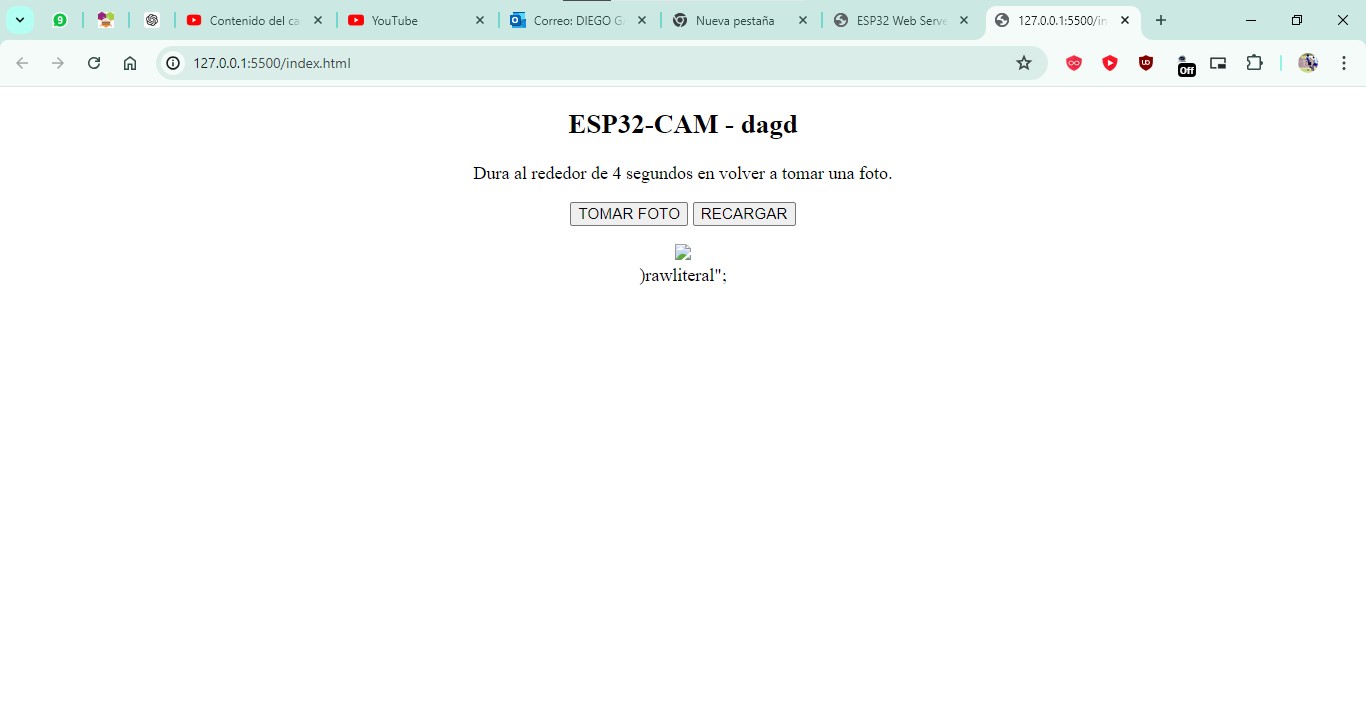 9
Contenido del ca
YouTube
Correo: DIEGO G
Nueva pestaña
ESP32 Web Serve
127.0.0.1:5500/in
127.0.0.1:5500/index.html
UD
Off
ESP32-CAM - dagd
Dura al rededor de 4 segundos en volver a tomar una foto.
TOMAR FOTO RECARGAR
)rawliteral";